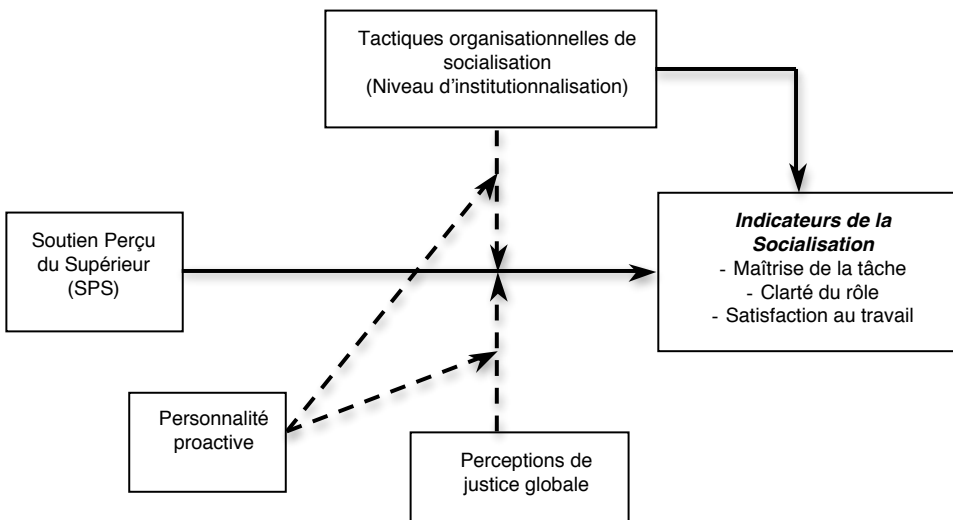 Tactiques organisationnelles de
socialisation
(Niveau d’institutionnalisation)
Soutien Perçu
du Supérieur
(SPS)
Indicateurs de la
Socialisation
- Maîtrise de la tâche
- Clarté du rôle
- Satisfaction au travail
Personnalité
proactive
Perceptions de
justice globale